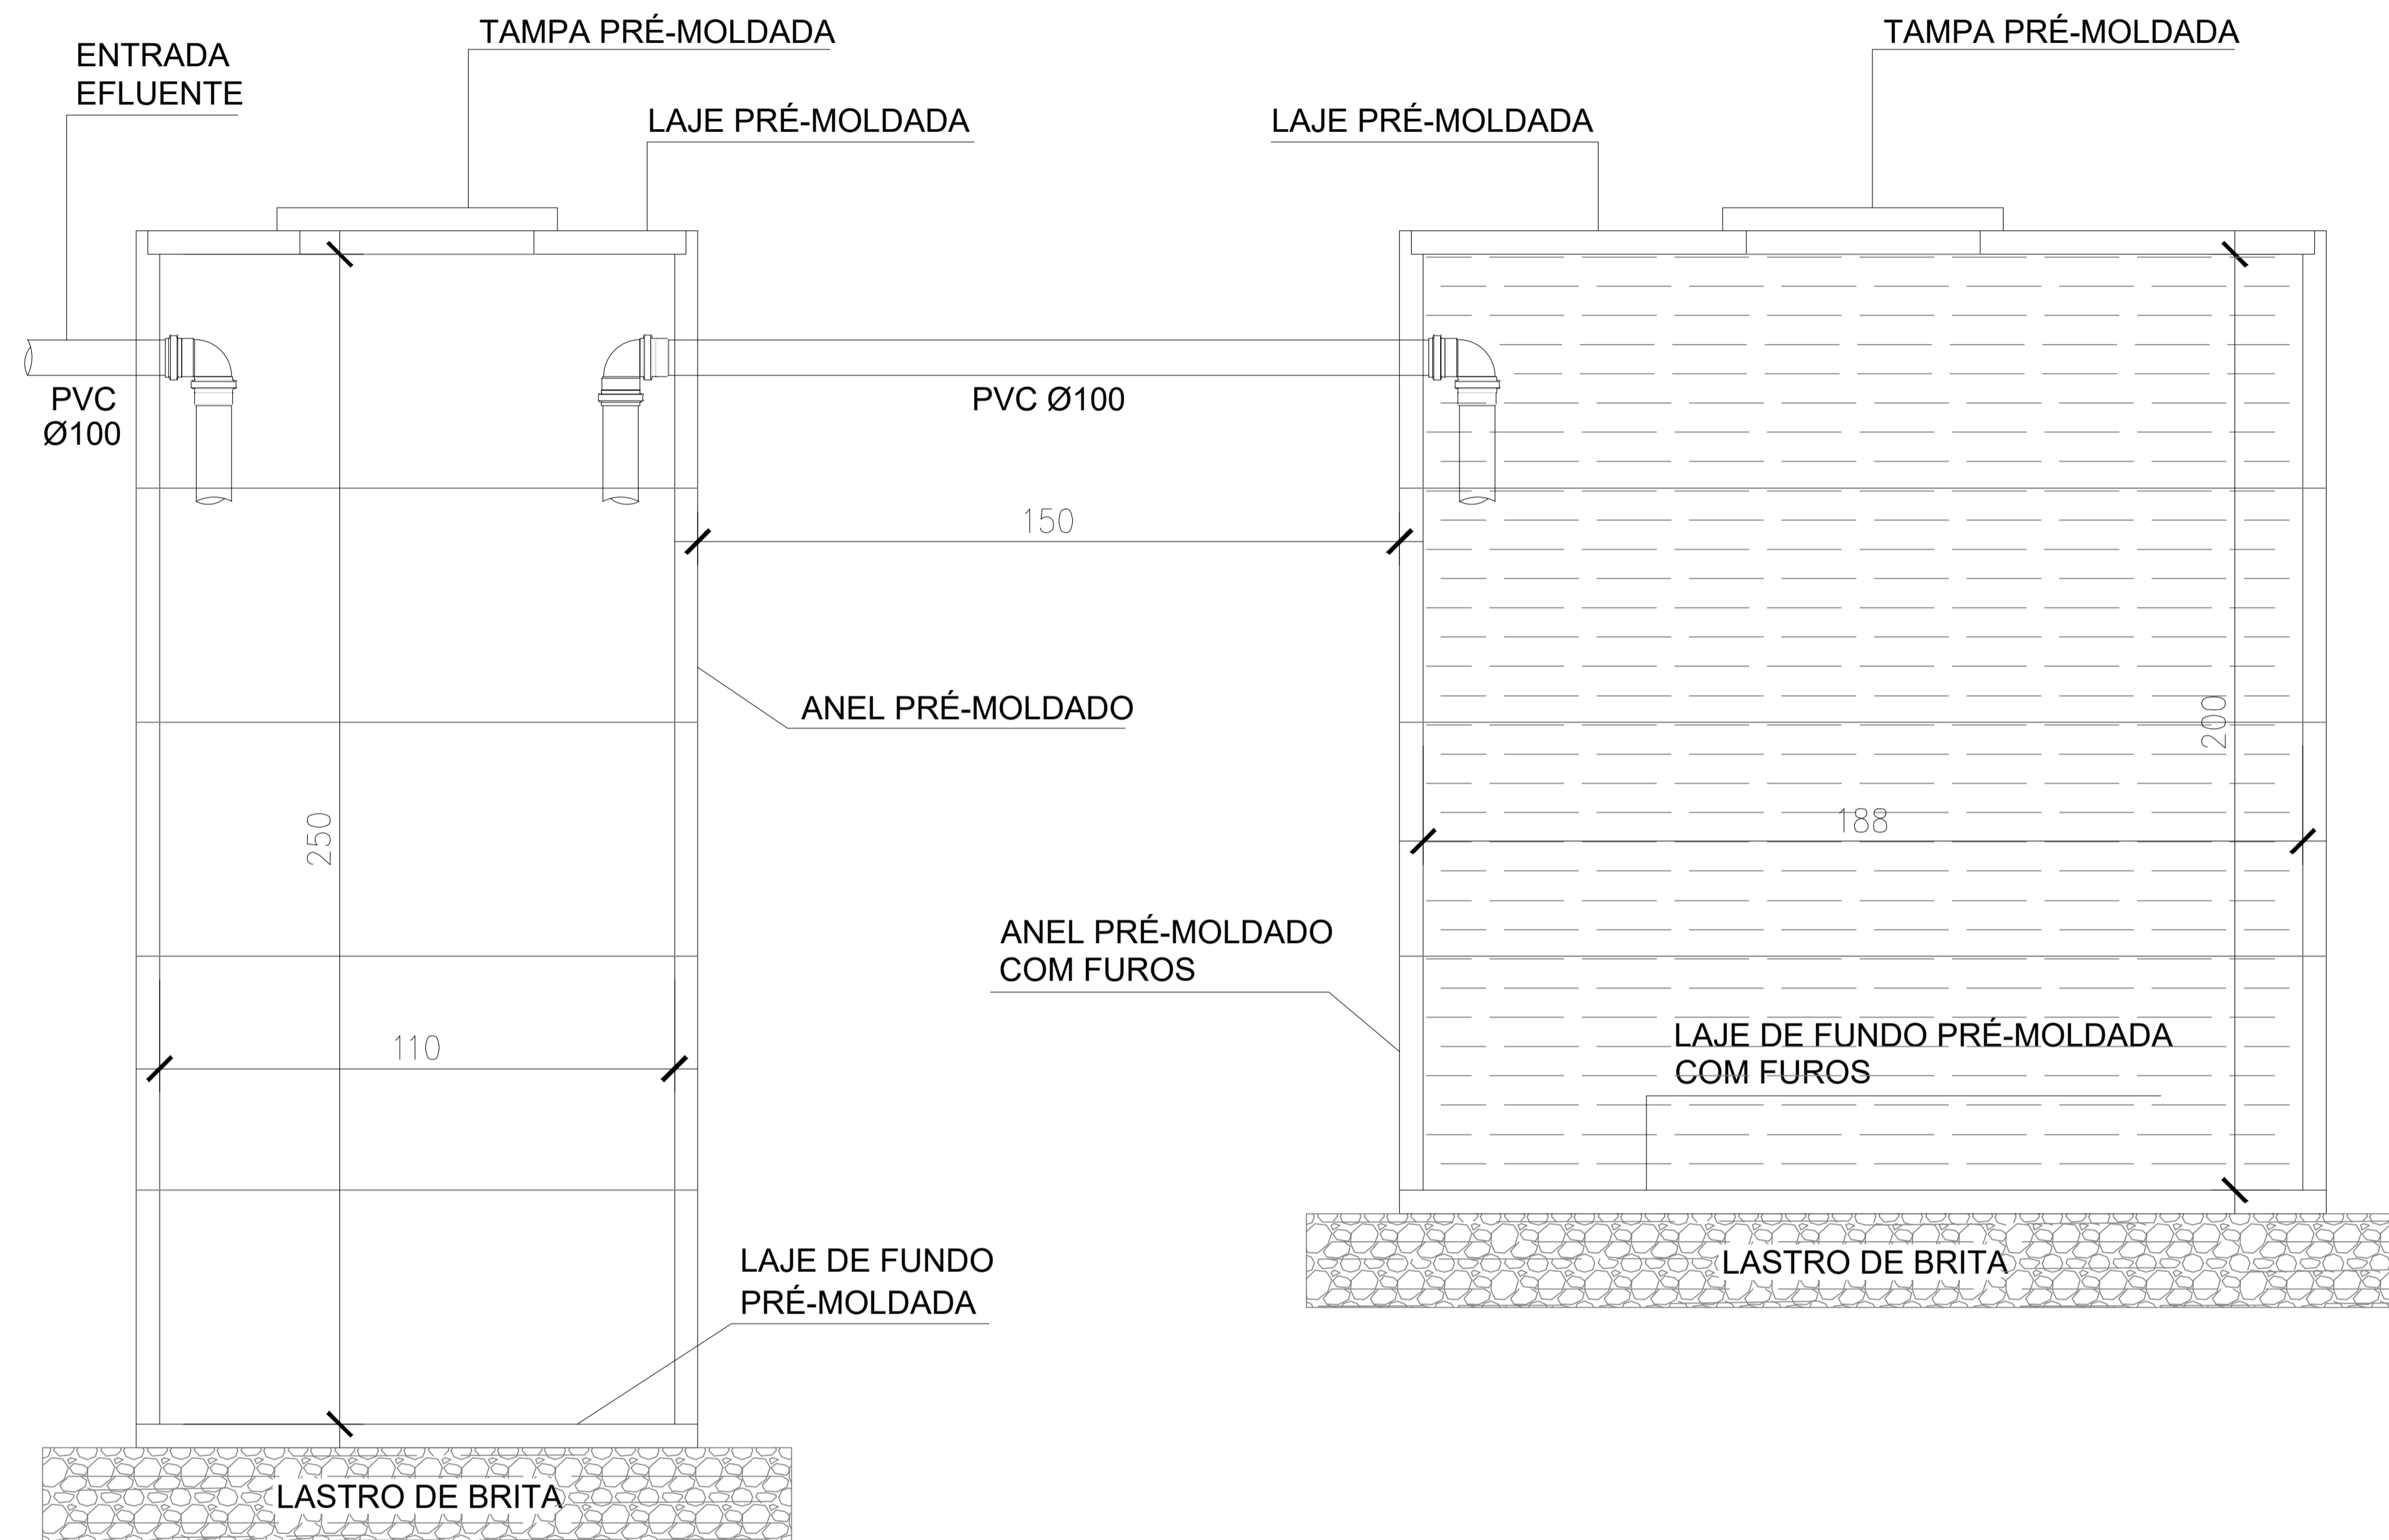 TAMPA PRÉ-MOLDADA
TAMPA PRÉ-MOLDADA
ENTRADA
EFLUENTE
LAJE PRÉ-MOLDADA
LAJE PRÉ-MOLDADA
PVC
Ø100
PVC Ø100
150
ANEL PRÉ-MOLDADO
200
250
188
ANEL PRÉ-MOLDADO
COM FUROS
110
LAJE DE FUNDO PRÉ-MOLDADA
COM FUROS
LAJE DE FUNDO
PRÉ-MOLDADA
LASTRO DE BRITA
LASTRO DE BRITA